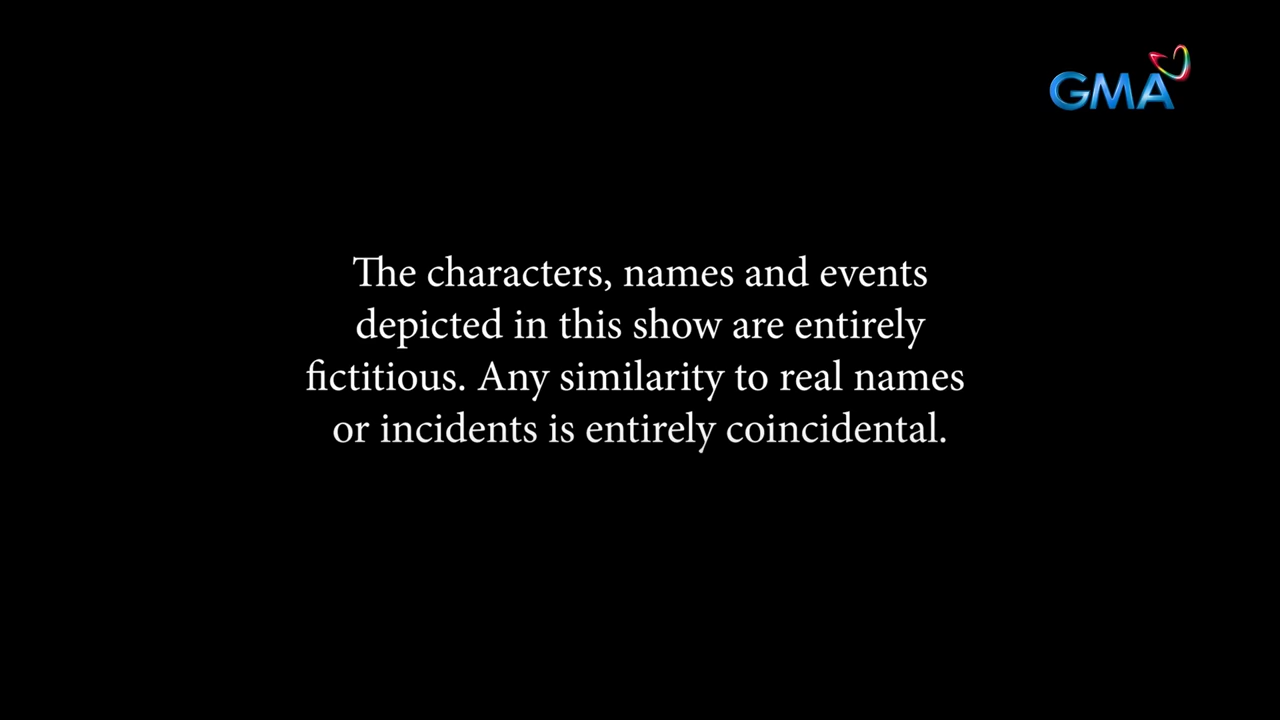 GMA
The characters, names and events
depicted in this show are entirely
fictitious. Any similarity to real names
or incidents is entirely coincidental.